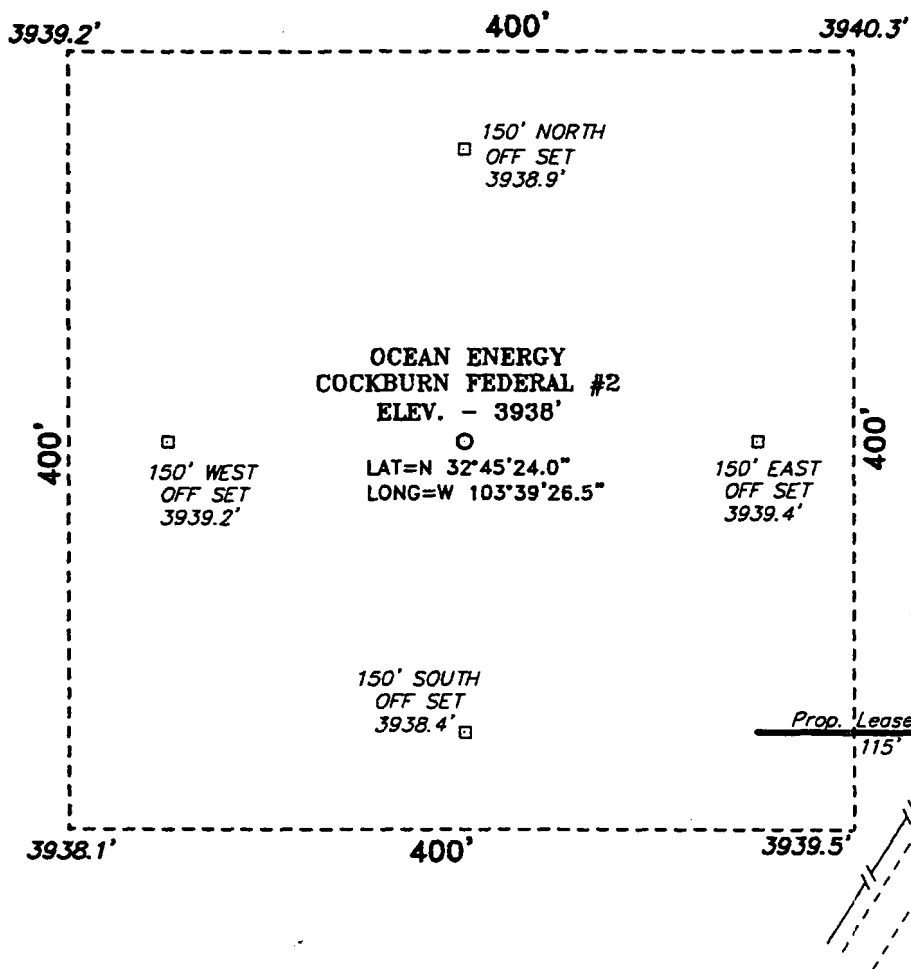 3939.2'
400'
3940.3'
150' NORTH
OFF SET
3938.9'
OCEAN ENERGY
COCKBURN FEDERAL #2
ELEV. - 3938'
400'
400'
150' WEST
OFF SET
3939.2'
LAT=N 32°45'24.0"
LONG=W 103°39'26.5"
150' EAST
OFF SET
3939.4'
150' SOUTH
OFF SET
3938.4'
Prop. Lease
115'
3938.1'
400'
3939.5'